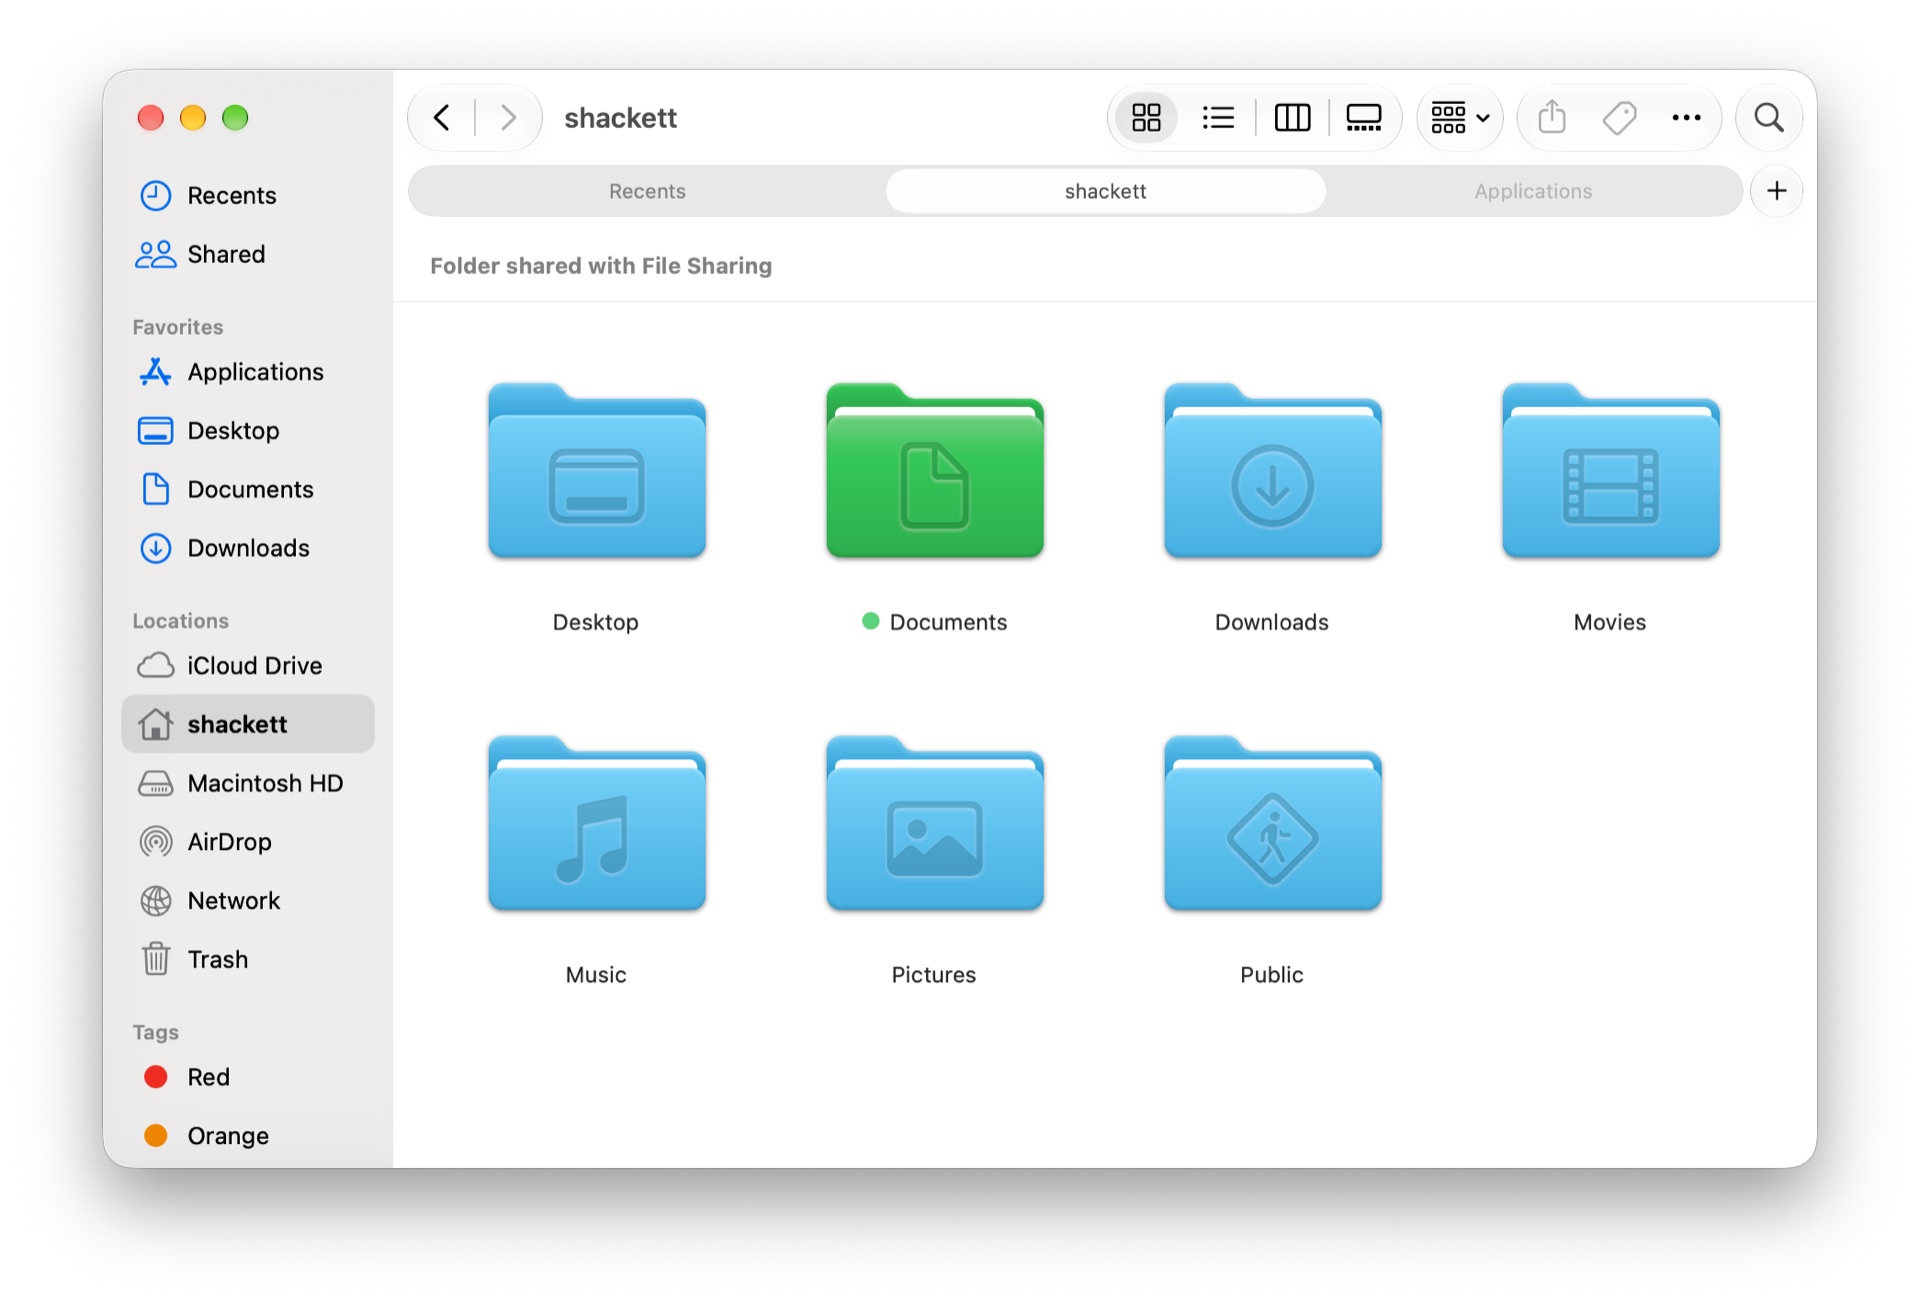 shackett
Recents
shackett
Applications
Folder shared with File Sharing
Recents
Shared
Favorites
Applications
Desktop
Documents
Downloads
Locations
iCloud Drive
shackett
Macintosh HD
AirDrop
Network
Trash
Tags
Red
Orange
Desktop
Documents
Downloads
Movies
Music
Pictures
Public